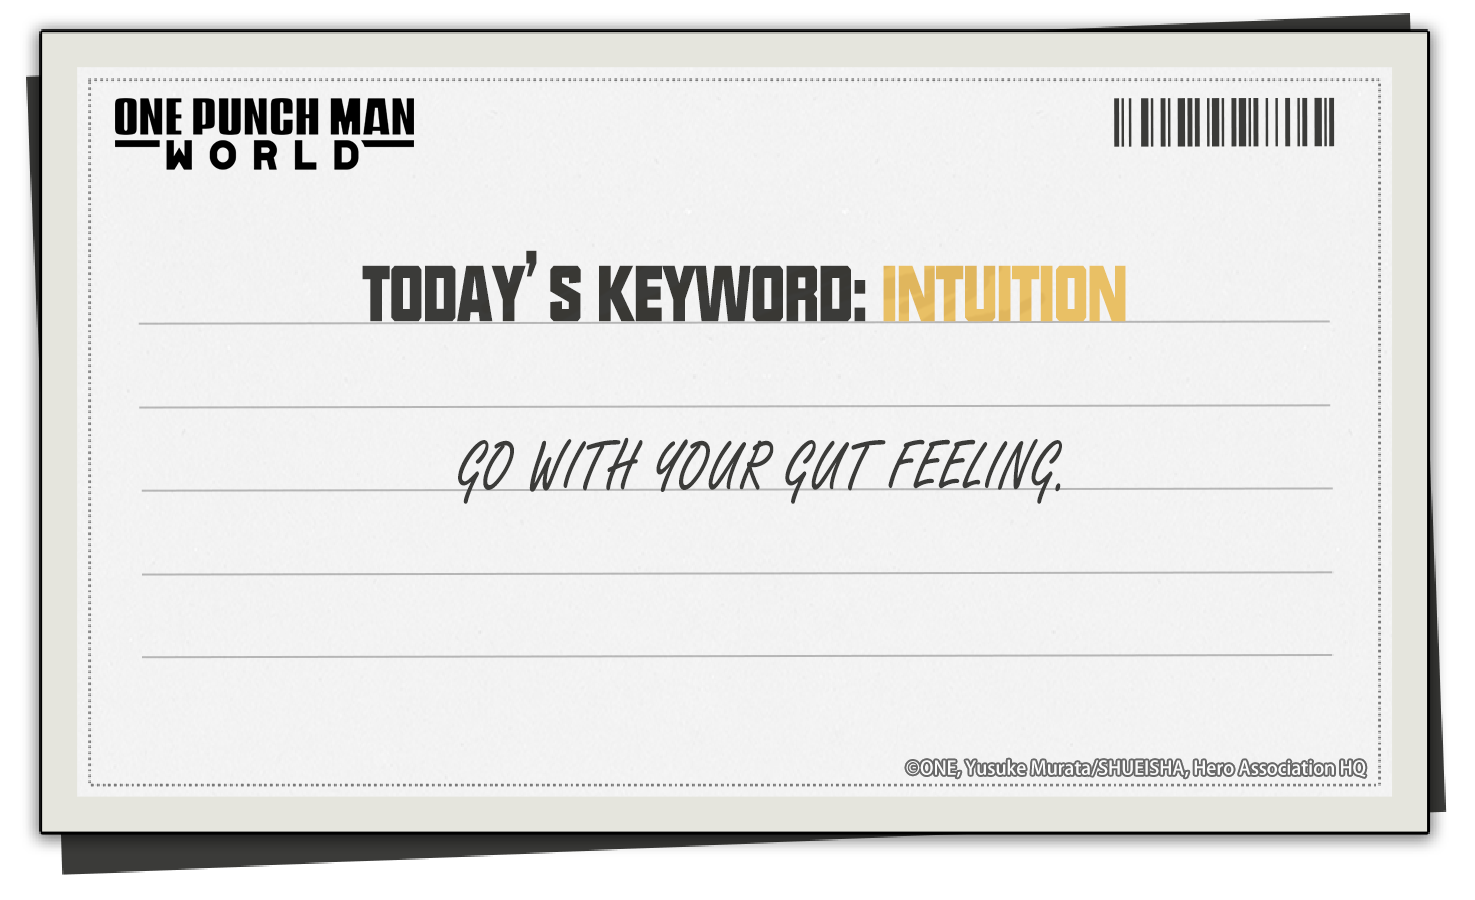 ONE PUNCH MAN
WORLD
TODAY'S KEYWORD: INTUITION
GO WITH YOUR GUT FEELING.
©ONE, Yusuke Murata/SHUEISHA, Hero Association HQ